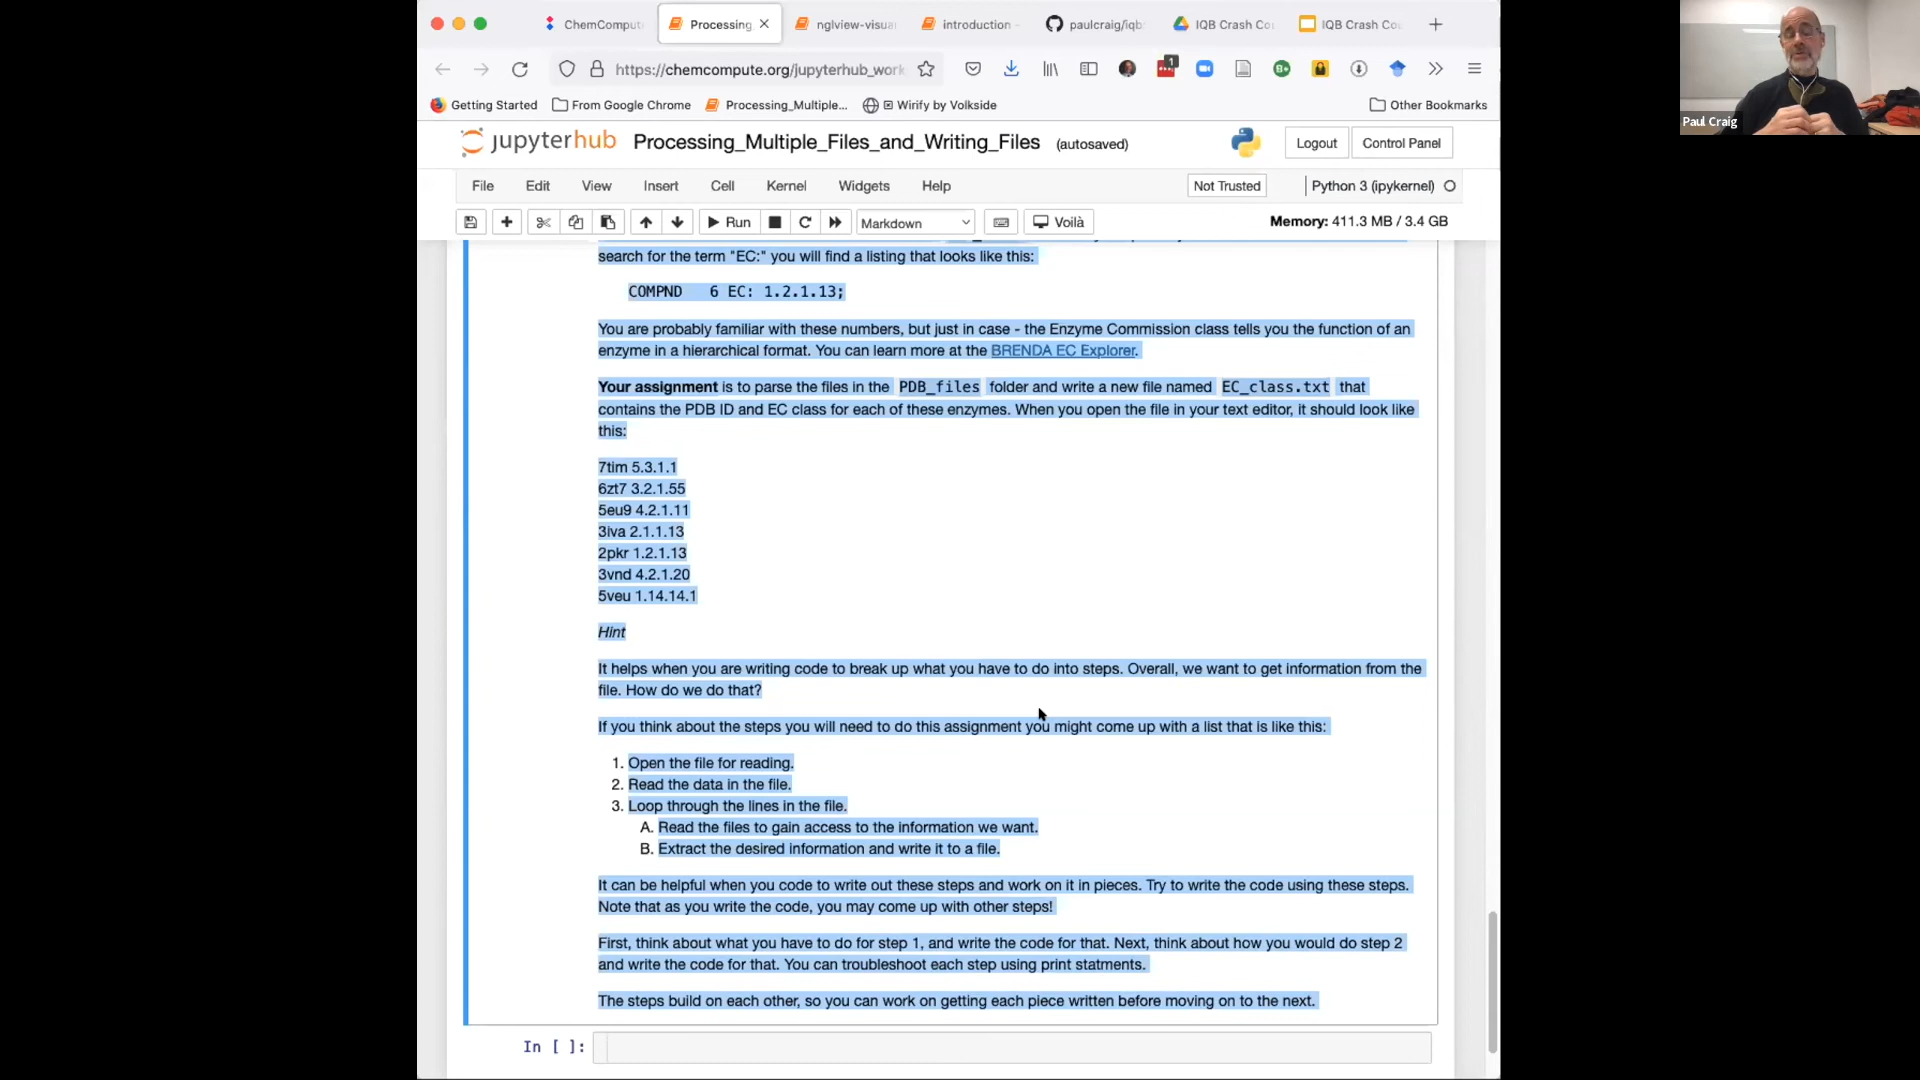 ChemCompute
Processing_
nglview-visua
introduction -
paulcraig/iqb
IQB Crash Co
IQB Crash Co
https://chemcompute.org/jupyterhub_work
1
Getting Started
From Google Chrome
Processing_Multiple...
Wirify by Volkside
Other Bookmarks
Paul Craig
jupyterhub
Processing_Multiple_Files_and_Writing_Files
(autosaved)
Logout
Control Panel
File
Edit
View
Insert
Cell
Kernel
Widgets
Help
Not Trusted
Python 3 (ipykernel)
Run
Markdown
Voilà
Memory: 411.3 MB / 3.4 GB
search for the term "EC:" you will find a listing that looks like this:
COMPND   6 EC: 1.2.1.13;
You are probably familiar with these numbers, but just in case - the Enzyme Commission class tells you the function of an
enzyme in a hierarchical format. You can learn more at the BRENDA EC Explorer.
Your assignment is to parse the files in the PDB_files folder and write a new file named EC_class.txt that
contains the PDB ID and EC class for each of these enzymes. When you open the file in your text editor, it should look like
this:
7tim 5.3.1.1
6zt7 3.2.1.55
5eu9 4.2.1.11
3iva 2.1.1.13
2pkr 1.2.1.13
3vnd 4.2.1.20
5veu 1.14.14.1
Hint
It helps when you are writing code to break up what you have to do into steps. Overall, we want to get information from the
file. How do we do that?
If you think about the steps you will need to do this assignment you might come up with a list that is like this:
1. Open the file for reading.
2. Read the data in the file.
3. Loop through the lines in the file.
A. Read the files to gain access to the information we want.
B. Extract the desired information and write it to a file.
It can be helpful when you code to write out these steps and work on it in pieces. Try to write the code using these steps.
Note that as you write the code, you may come up with other steps!
First, think about what you have to do for step 1, and write the code for that. Next, think about how you would do step 2
and write the code for that. You can troubleshoot each step using print statments.
The steps build on each other, so you can work on getting each piece written before moving on to the next.
In [ ]: